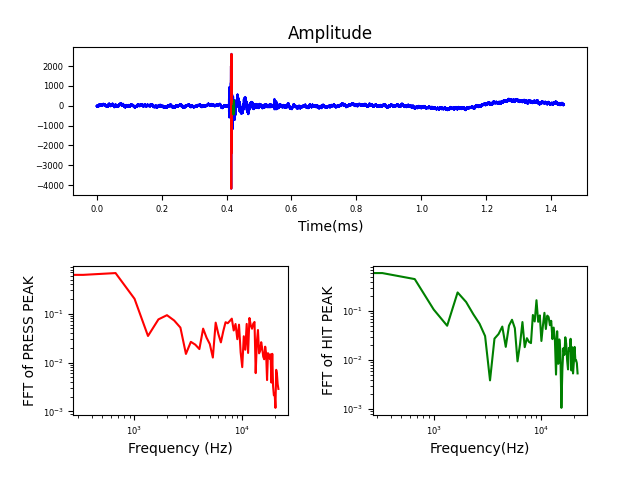 Amplitude
2000
1000
0
−1000
−2000
−3000
−4000
0.0 0.2 0.4 0.6 0.8 1.0 1.2 1.4
Time(ms)
FFT of PRESS PEAK
10⁻¹
10⁻²
10⁻³
10³ 10⁴
Frequency (Hz)
FFT of HIT PEAK
10⁻¹
10⁻²
10⁻³
10³ 10⁴
Frequency(Hz)